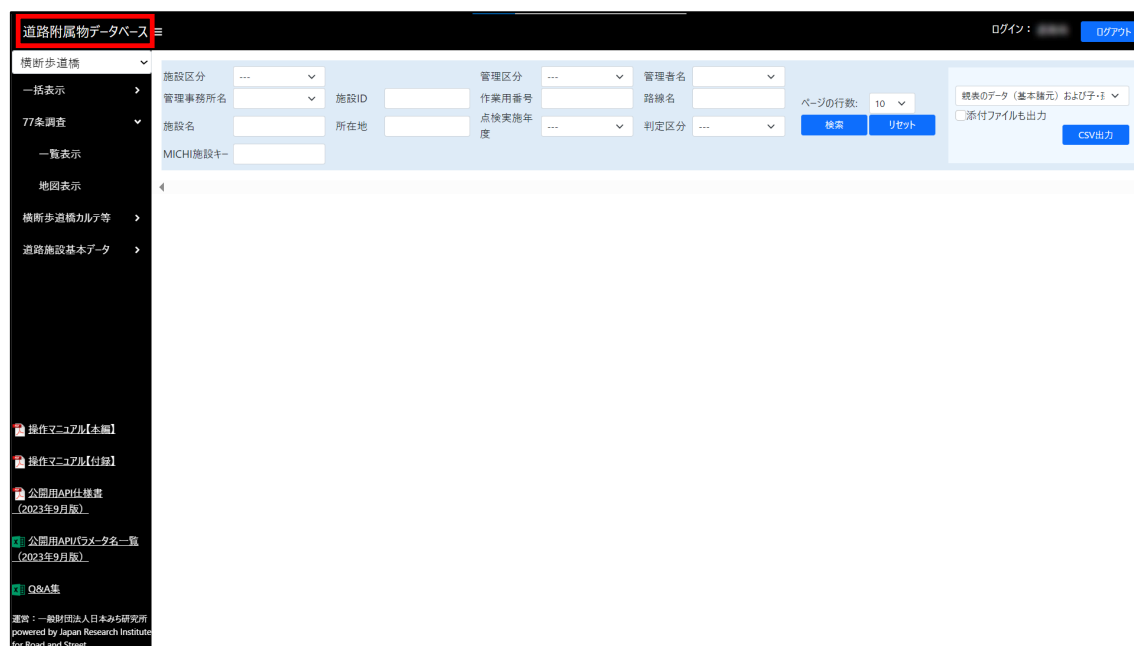 道路附属物データベース
ログイン：
ログアウト
横断歩道橋
一括表示
77条調査
一覧表示
地図表示
横断歩道橋カルテ等
道路施設基本データ
操作マニュアル【本編】
操作マニュアル【付録】
公開用API仕様書
（2023年9月版）
公開用APIパラメータ名一覧
（2023年9月版）
Q&A集
運営：一般財団法人日本みち研究所
powered by Japan Research Institute
for Road and Street
施設区分 --- 管理区分 --- 管理者名
管理事務所名 施設ID 作業用番号 路線名
施設名 所在地 点検実施年
度 --- 判定区分 ---
MICHI施設キー
ページの行数: 10
検索 リセット
親表のデータ（基本諸元）および子・
添付ファイルも出力
CSV出力